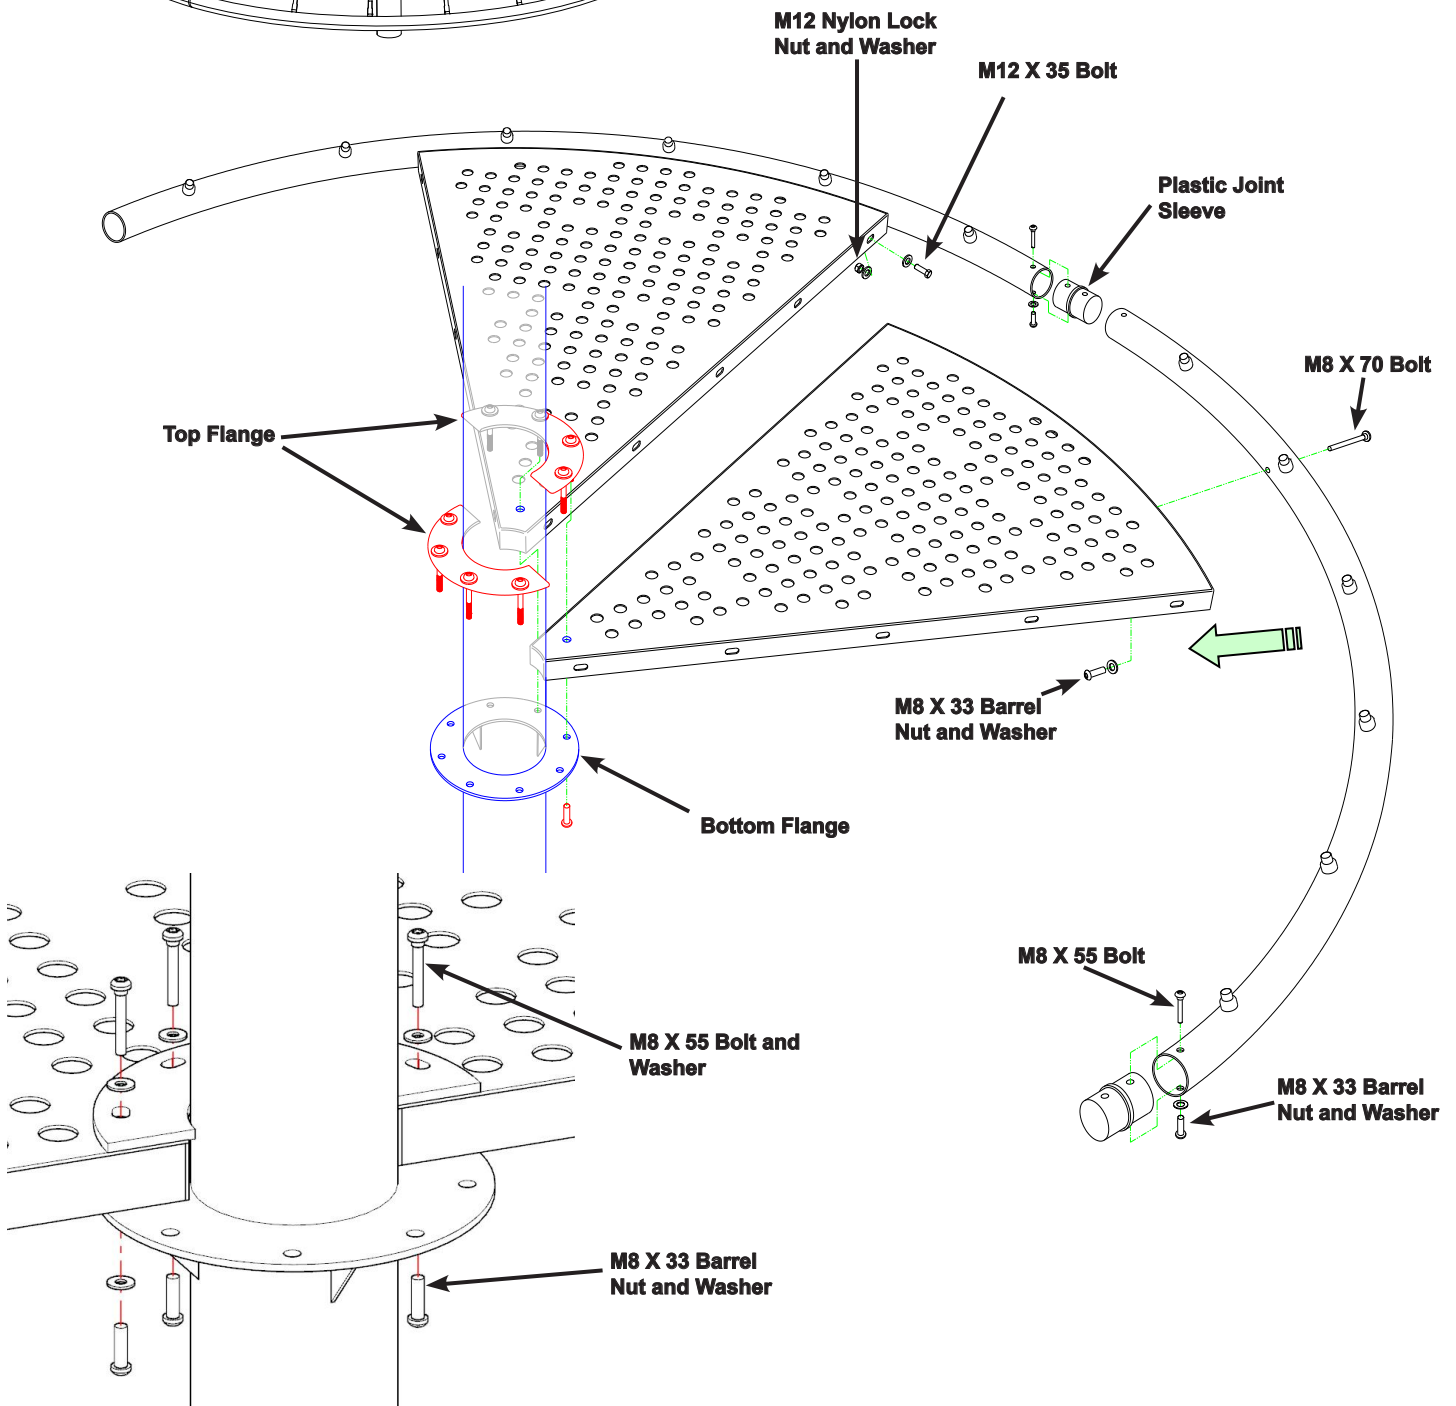 M12 Nylon Lock
Nut and Washer
M12 X 35 Bolt
Plastic Joint
Sleeve
M8 X 70 Bolt
Top Flange
M8 X 33 Barrel
Nut and Washer
Bottom Flange
M8 X 55 Bolt
M8 X 55 Bolt and
Washer
M8 X 33 Barrel
Nut and Washer
M8 X 33 Barrel
Nut and Washer